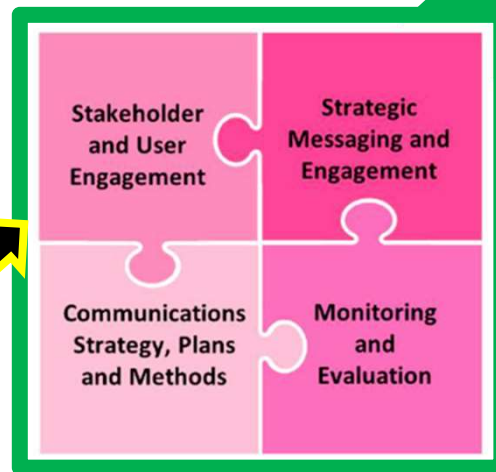 Stakeholder
and User
Engagement
Strategic
Messaging and
Engagement
Communications
Strategy, Plans
and Methods
Monitoring
and
Evaluation